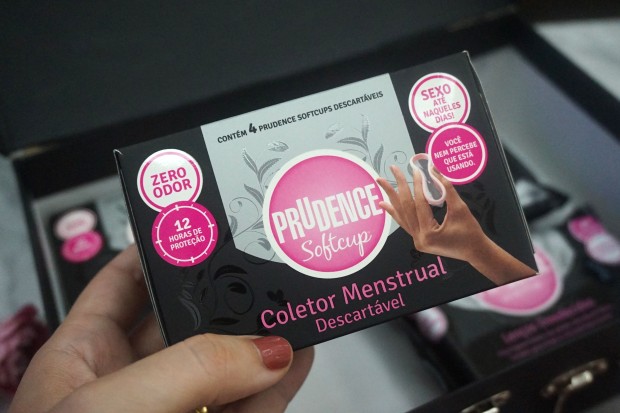 CONTÉM 4 PRUDENCE SOFTCUPS DESCARTÁVEIS
ZERO
ODOR
12
HORAS DE
PROTEÇÃO
SEXO
ATÉ
NAQUELES
DIAS!
VOCÊ
NEM PERCEBE
QUE ESTÁ
USANDO.
PRUDENCE
Softcup
Coletor Menstrual
Descartável